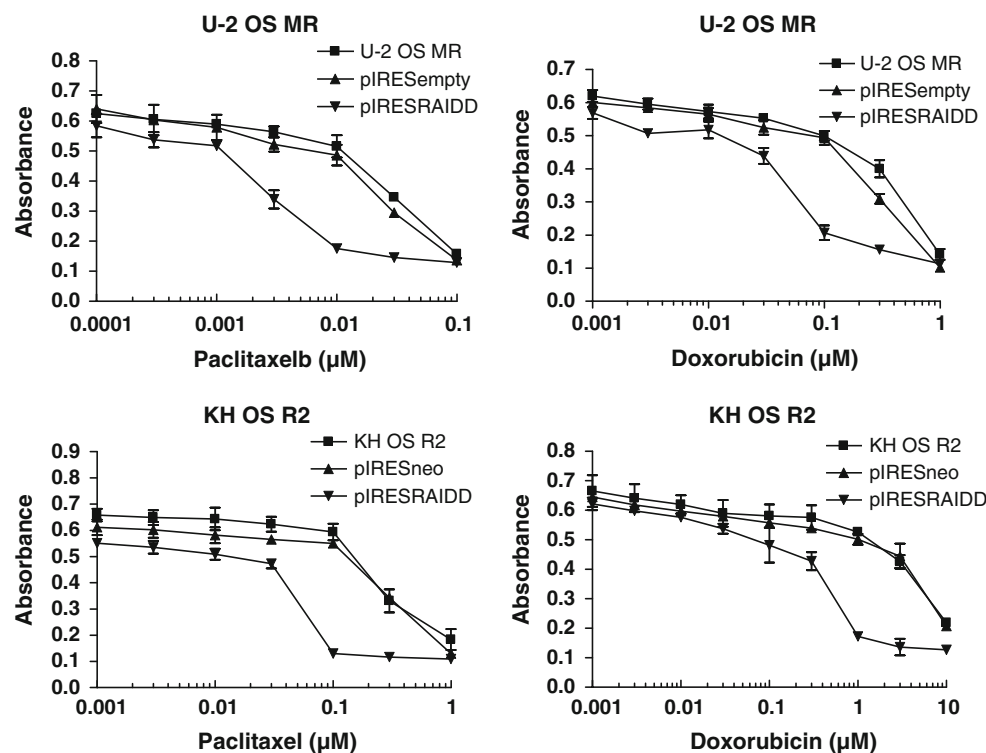 U-2 OS MR
U-2 OS MR
pIRESempty
pIRESRAIDD
Absorbance
0.8
0.7
0.6
0.5
0.4
0.3
0.2
0.1
0.0
0.0001 0.001 0.01 0.1
Paclitaxelb (µM)
U-2 OS MR
U-2 OS MR
pIRESempty
pIRESRAIDD
Absorbance
0.7
0.6
0.5
0.4
0.3
0.2
0.1
0.0
0.001 0.01 0.1 1
Doxorubicin (µM)
KH OS R2
KH OS R2
pIRESneo
pIRESRAIDD
Absorbance
0.9
0.8
0.7
0.6
0.5
0.4
0.3
0.2
0.1
0.0
0.001 0.01 0.1 1
Paclitaxel (µM)
KH OS R2
KH OS R2
pIRESneo
pIRESRAIDD
Absorbance
0.8
0.7
0.6
0.5
0.4
0.3
0.2
0.1
0.0
0.001 0.01 0.1 1 10
Doxorubicin (µM)